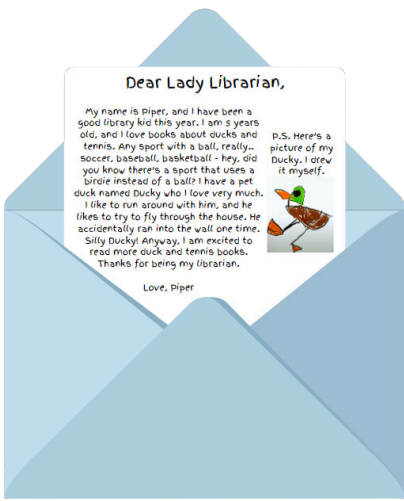 Dear Lady Librarian,
My name is Piper, and I have been a
good library kid this year. I am 5 years
old, and I love books about ducks and
tennis. Any sport with a ball, really..
soccer, baseball, basketball - hey, did
you know there's a sport that uses a
birdie instead of a ball? I have a pet
duck named Ducky who I love very much.
I like to run around with him, and he
likes to try to fly through the house. He
accidentally ran into the wall one time.
Silly Ducky! Anyway, I am excited to
read more duck and tennis books.
Thanks for being my librarian.
Love, Piper
P.S. Here's a
picture of my
Ducky. I drew
it myself.